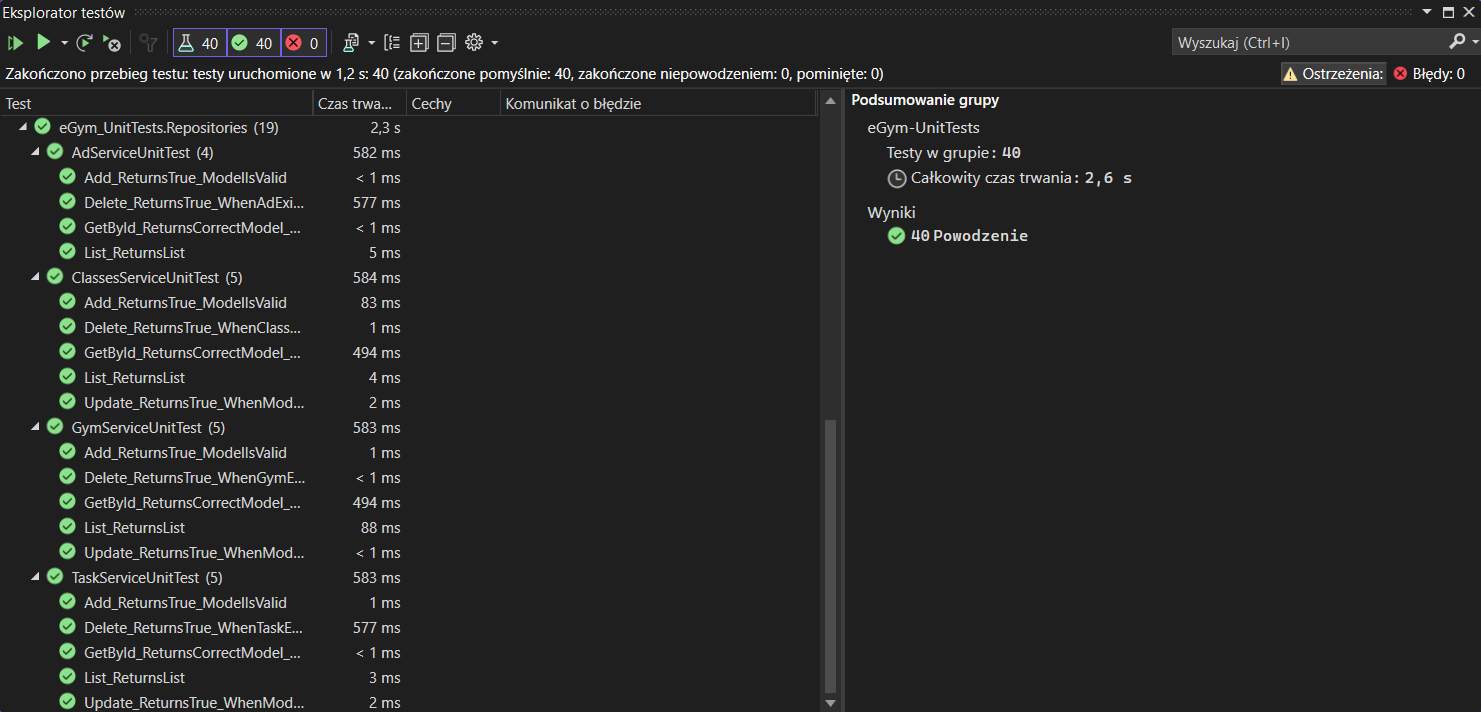 Eksplorator testów
40 40 0
Wyszukaj (Ctrl+I)
Zakończono przebieg testu: testy uruchomione w 1,2 s: 40 (zakończone pomyślnie: 40, zakończone niepowodzeniem: 0, pominięte: 0)
Ostrzeżenia: Błędy: 0
Test Czas trwa... Cechy Komunikat o błędzie
eGym_UnitTests.Repositories (19) 2,3 s
AdServiceUnitTest (4) 582 ms
Add_ReturnsTrue_ModelIsValid < 1 ms
Delete_ReturnsTrue_WhenAdExi... 577 ms
GetById_ReturnsCorrectModel_... < 1 ms
List_ReturnsList 5 ms
ClassesServiceUnitTest (5) 584 ms
Add_ReturnsTrue_ModelIsValid 83 ms
Delete_ReturnsTrue_WhenClass... 1 ms
GetById_ReturnsCorrectModel_... 494 ms
List_ReturnsList 4 ms
Update_ReturnsTrue_WhenMod... 2 ms
GymServiceUnitTest (5) 583 ms
Add_ReturnsTrue_ModelIsValid 1 ms
Delete_ReturnsTrue_WhenGymE... < 1 ms
GetById_ReturnsCorrectModel_... 494 ms
List_ReturnsList 88 ms
Update_ReturnsTrue_WhenMod... < 1 ms
TaskServiceUnitTest (5) 583 ms
Add_ReturnsTrue_ModelIsValid 1 ms
Delete_ReturnsTrue_WhenTaskE... 577 ms
GetById_ReturnsCorrectModel_... < 1 ms
List_ReturnsList 3 ms
Update_ReturnsTrue_WhenMod... 2 ms
Podsumowanie grupy
eGym-UnitTests
Testy w grupie: 40
Całkowity czas trwania: 2,6 s
Wyniki
40 Powodzenie